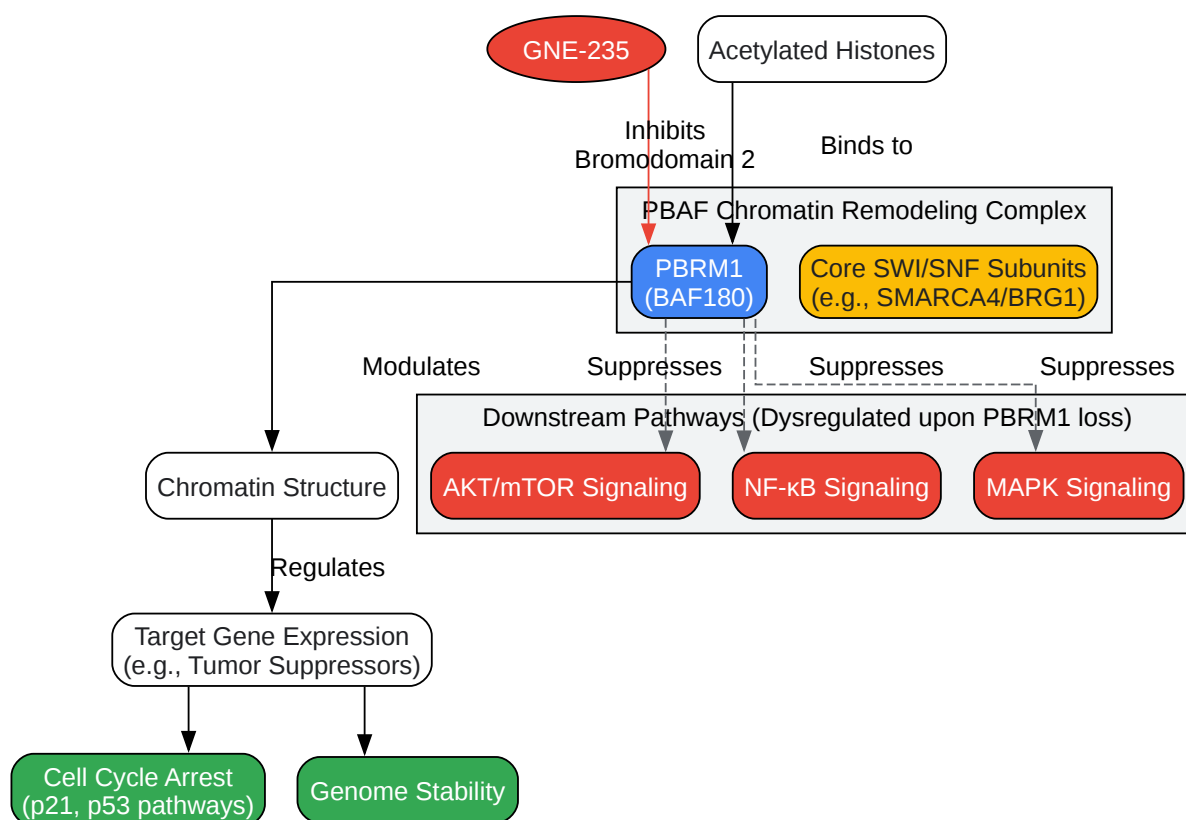 GNE-235
Acetylated Histones
Inhibits
Bromodomain 2
Binds to
PBAF Chromatin Remodeling Complex
PBRM1
(BAF180)
Core SWI/SNF Subunits
(e.g., SMARCA4/BRG1)
Modulates
Suppresses
Suppresses
Suppresses
Downstream Pathways (Dysregulated upon PBRM1 loss)
Chromatin Structure
AKT/mTOR Signaling
NF-κB Signaling
MAPK Signaling
Regulates
Target Gene Expression
(e.g., Tumor Suppressors)
Cell Cycle Arrest
(p21, p53 pathways)
Genome Stability